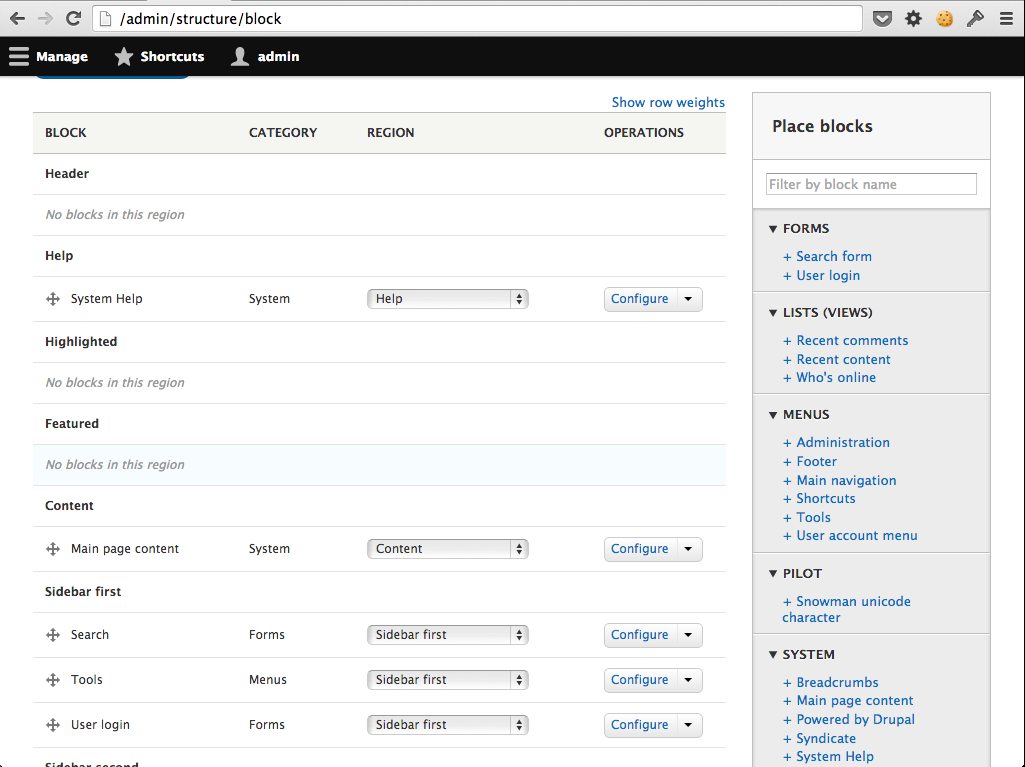 /admin/structure/block
Manage Shortcuts admin
Show row weights
BLOCK CATEGORY REGION OPERATIONS
Header
No blocks in this region
Help
System Help System Help Configure
Highlighted
No blocks in this region
Featured
No blocks in this region
Content
Main page content System Content Configure
Sidebar first
Search Forms Sidebar first Configure
Tools Menus Sidebar first Configure
User login Forms Sidebar first Configure
Sidebar second
Place blocks
Filter by block name
▼ FORMS
+ Search form
+ User login
▼ LISTS (VIEWS)
+ Recent comments
+ Recent content
+ Who's online
▼ MENUS
+ Administration
+ Footer
+ Main navigation
+ Shortcuts
+ Tools
+ User account menu
▼ PILOT
+ Snowman unicode
character
▼ SYSTEM
+ Breadcrumbs
+ Main page content
+ Powered by Drupal
+ Syndicate
+ System Help